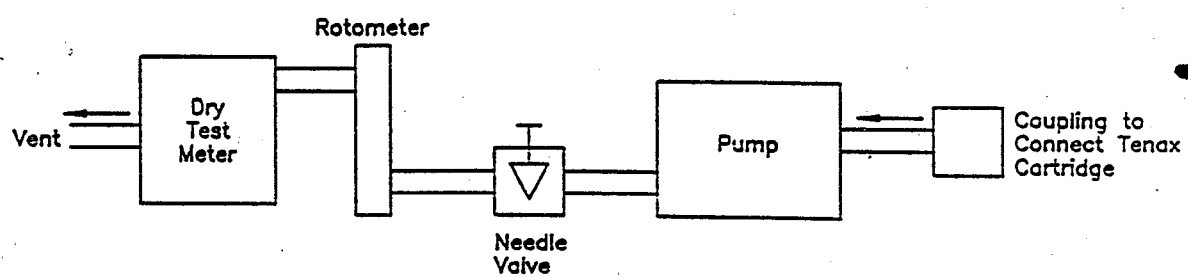 Rotometer
Dry
Test
Meter
Vent
Pump
Coupling to
Connect Tenax
Cartridge
Needle
Valve